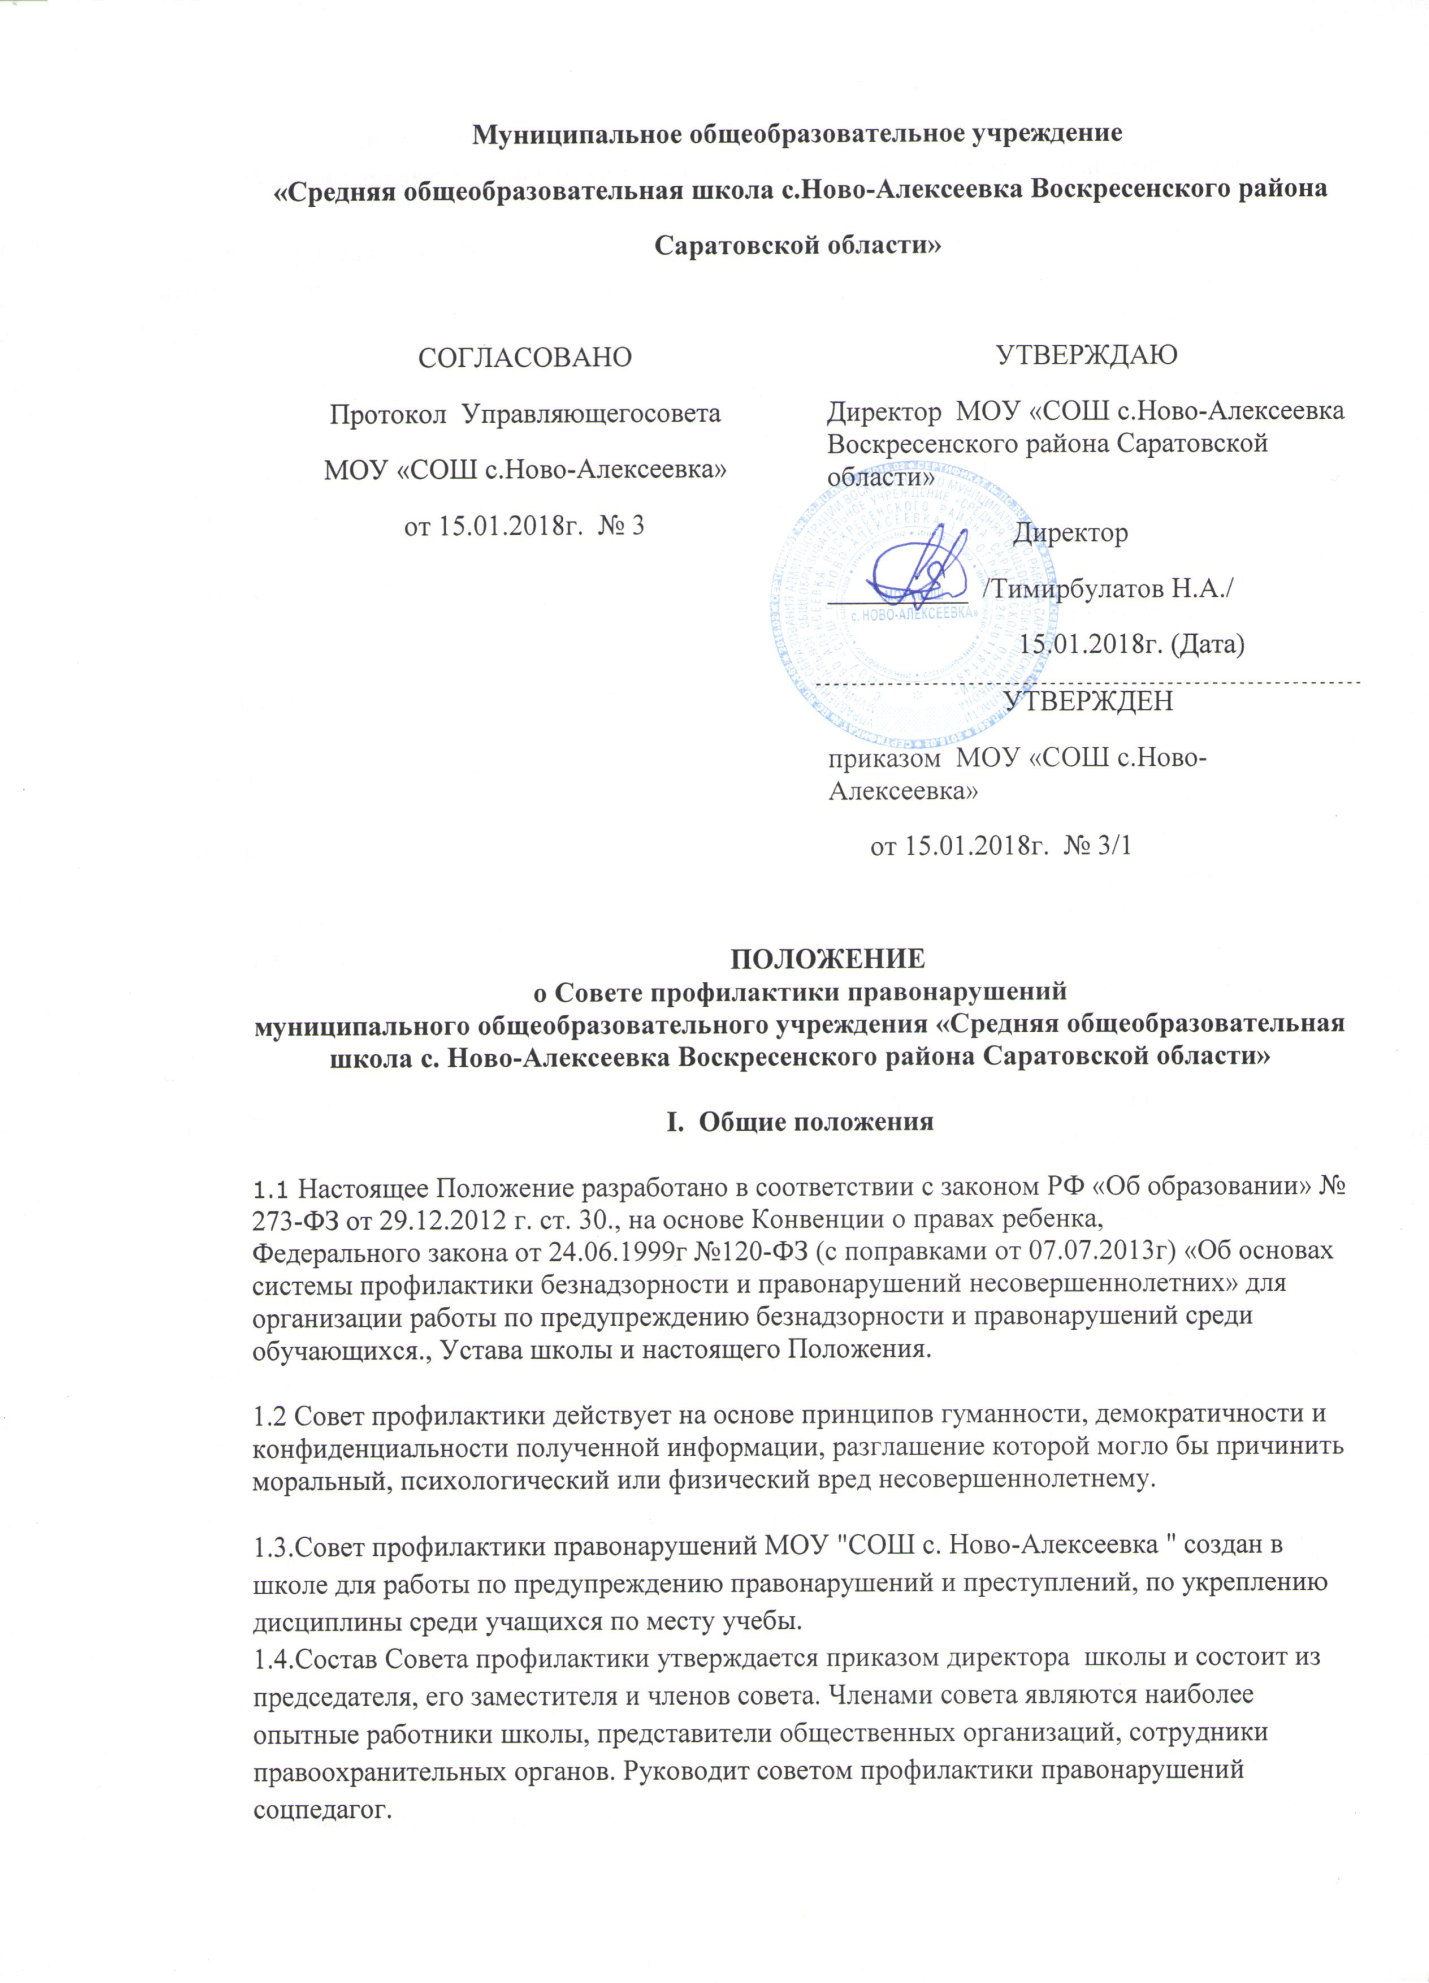 Муниципальное общеобразовательное учреждение
«Средняя общеобразовательная школа с.Ново-Алексеевка Воскресенского района
Саратовской области»
СОГЛАСОВАНО
Протокол  Управляющегосовета
МОУ «СОШ с.Ново-Алексеевка»
от 15.01.2018г.  № 3
УТВЕРЖДАЮ
Директор  МОУ «СОШ с.Ново-Алексеевка
Воскресенского района Саратовской
области»
Директор
__________ /Тимирбулатов Н.А./
с. НОВО-АЛЕКСЕЕВКА»
15.01.2018г. (Дата)
УТВЕРЖДЕН
приказом  МОУ «СОШ с.Ново-
Алексеевка»
от 15.01.2018г.  № 3/1
ПОЛОЖЕНИЕ
о Совете профилактики правонарушений
муниципального общеобразовательного учреждения «Средняя общеобразовательная
школа с. Ново-Алексеевка Воскресенского района Саратовской области»
I.  Общие положения
1.1 Настоящее Положение разработано в соответствии с законом РФ «Об образовании» №
273-ФЗ от 29.12.2012 г. ст. 30., на основе Конвенции о правах ребенка,
Федерального закона от 24.06.1999г №120-ФЗ (с поправками от 07.07.2013г) «Об основах
системы профилактики безнадзорности и правонарушений несовершеннолетних» для
организации работы по предупреждению безнадзорности и правонарушений среди
обучающихся., Устава школы и настоящего Положения.
1.2 Совет профилактики действует на основе принципов гуманности, демократичности и
конфиденциальности полученной информации, разглашение которой могло бы причинить
моральный, психологический или физический вред несовершеннолетнему.
1.3.Совет профилактики правонарушений МОУ "СОШ с. Ново-Алексеевка " создан в
школе для работы по предупреждению правонарушений и преступлений, по укреплению
дисциплины среди учащихся по месту учебы.
1.4.Состав Совета профилактики утверждается приказом директора  школы и состоит из
председателя, его заместителя и членов совета. Членами совета являются наиболее
опытные работники школы, представители общественных организаций, сотрудники
правоохранительных органов. Руководит советом профилактики правонарушений
соцпедагог.